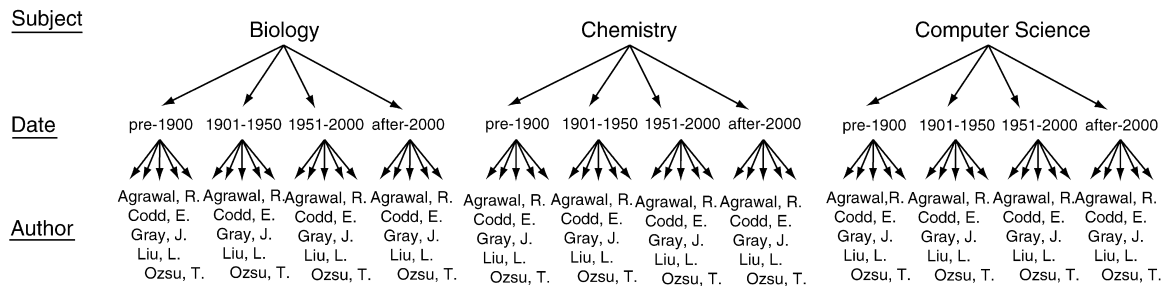 Subject
Biology Chemistry Computer Science
Date
pre-1900 1901-1950 1951-2000 after-2000 pre-1900 1901-1950 1951-2000 after-2000 pre-1900 1901-1950 1951-2000 after-2000
Agrawal, R. Agrawal, R. Agrawal, R. Agrawal, R. Agrawal, R. Agrawal, R. Agrawal, R. Agrawal, R. Agrawal,R. Agrawal, R. Agrawal, R. Agrawal, R.
Codd, E. Codd, E. Codd, E. Codd, E. Codd, E. Codd, E. Codd, E. Codd, E. Codd, E. Codd, E. Codd, E. Codd, E.
Author
Gray, J. Gray, J. Gray, J. Gray, J. Gray, J. Gray, J. Gray, J. Gray, J. Gray, J. Gray, J. Gray, J. Gray, J.
Liu, L. Liu, L. Liu, L. Liu, L. Liu, L. Liu, L. Liu, L. Liu, L. Liu, L. Liu, L. Liu, L. Liu, L.
Ozsu, T. Ozsu, T. Ozsu, T. Ozsu, T. Ozsu, T. Ozsu, T. Ozsu, T. Ozsu, T. Ozsu, T. Ozsu, T. Ozsu, T. Ozsu, T.